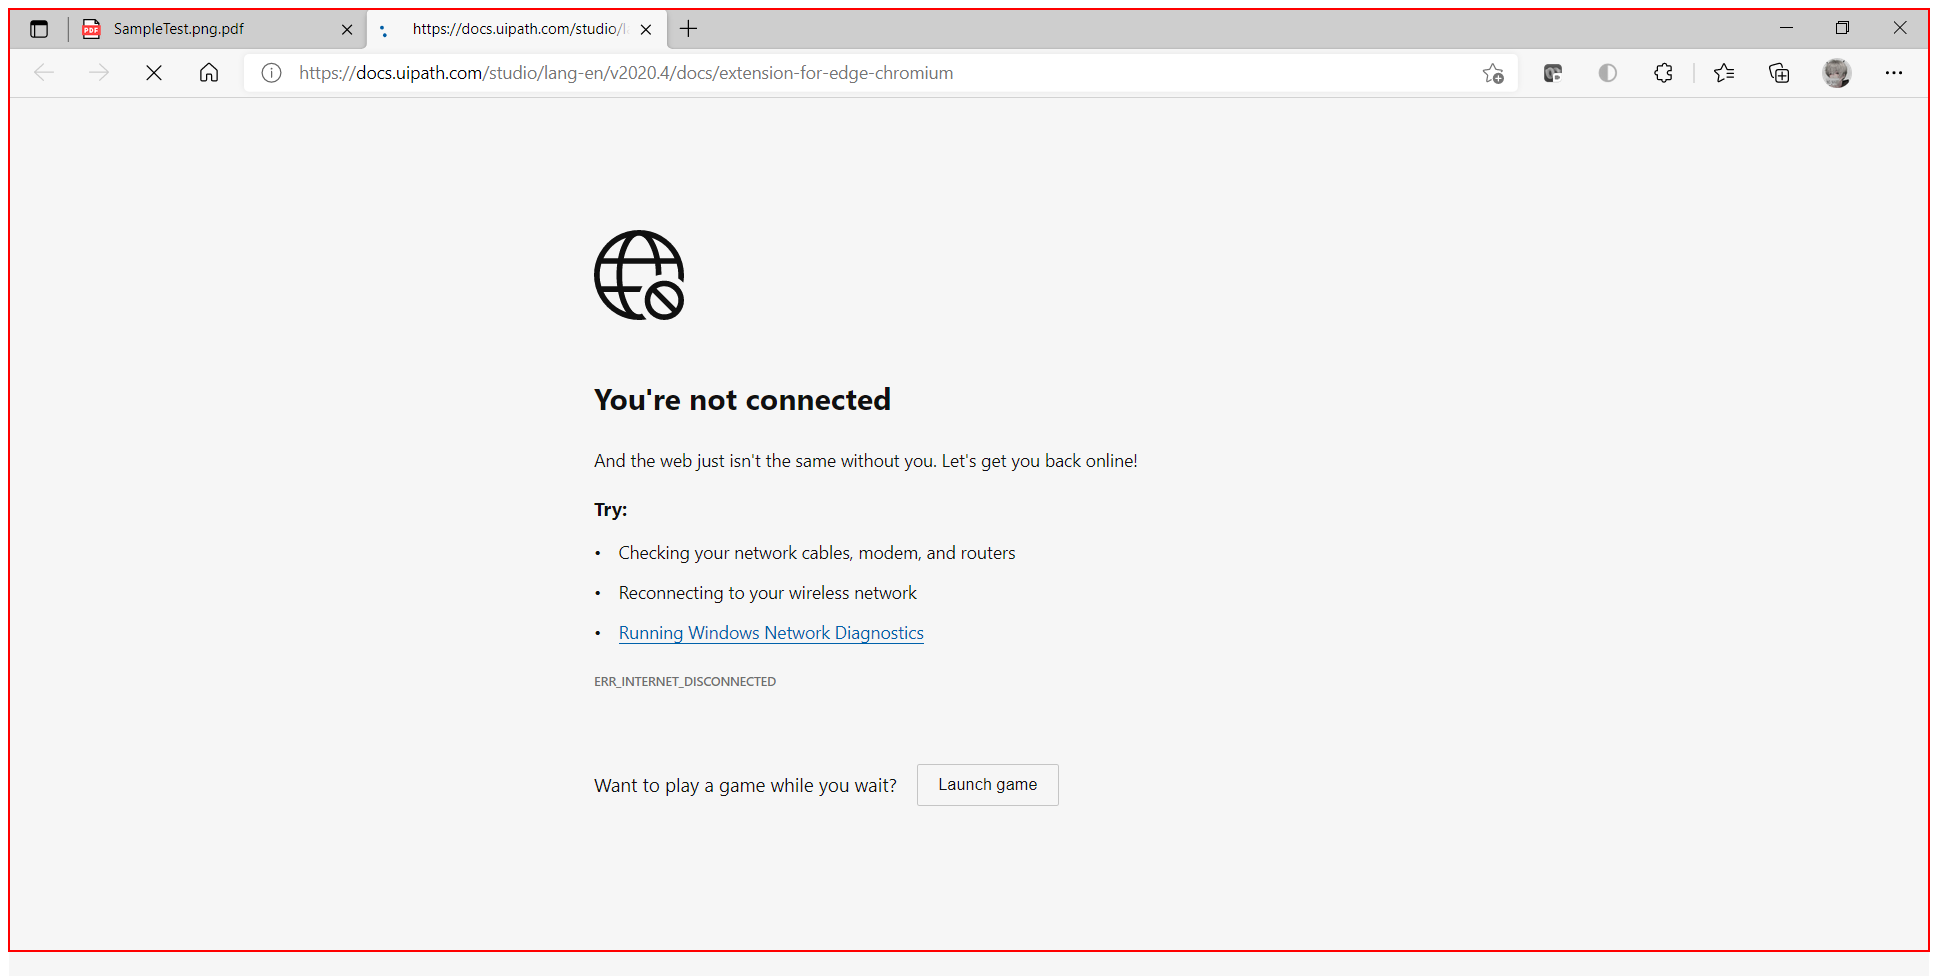 SampleTest.png.pdf
https://docs.uipath.com/studio/l
https://docs.uipath.com/studio/lang-en/v2020.4/docs/extension-for-edge-chromium
You're not connected
And the web just isn't the same without you. Let's get you back online!
Try:
• Checking your network cables, modem, and routers
• Reconnecting to your wireless network
• Running Windows Network Diagnostics
ERR_INTERNET_DISCONNECTED
Want to play a game while you wait? Launch game